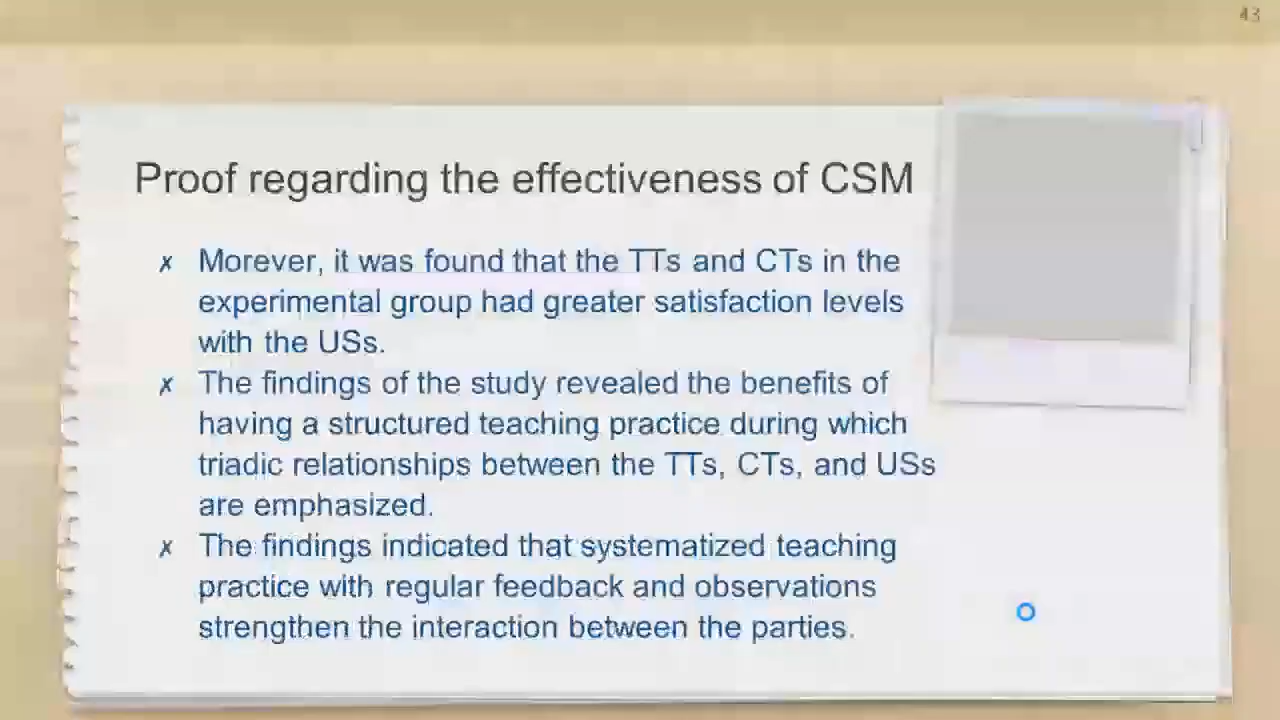 43
Proof regarding the effectiveness of CSM
✗ Morever, it was found that the TTs and CTs in the
experimental group had greater satisfaction levels
with the USs.
✗ The findings of the study revealed the benefits of
having a structured teaching practice during which
triadic relationships between the TTs, CTs, and USs
are emphasized.
✗ The findings indicated that systematized teaching
practice with regular feedback and observations
strengthen the interaction between the parties.